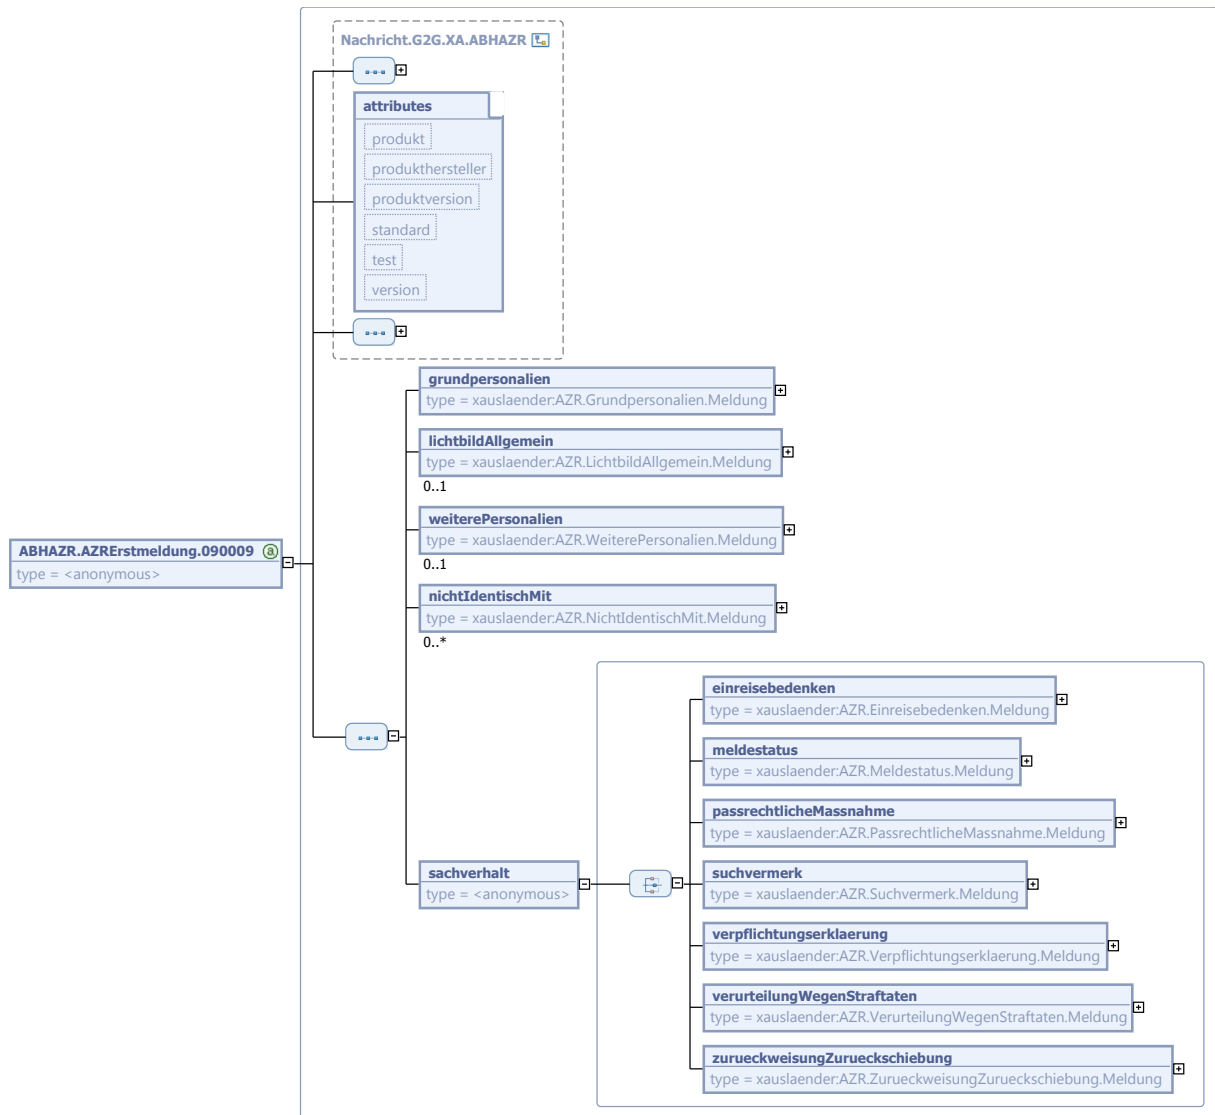 Nachricht.G2G.XA.ABHAZR
attributes
produkt
produkthersteller
produktversion
standard
test
version
grundpersonalien
type = xauslaender:AZR.Grundpersonalien.Meldung
lichtbildAllgemein
type = xauslaender:AZR.LichtbildAllgemein.Meldung
0..1
weiterePersonalien
type = xauslaender:AZR.WeiterePersonalien.Meldung
0..1
nichtIdentischMit
type = xauslaender:AZR.NichtIdentischMit.Meldung
0..*
ABHAZR.AZRErstmeldung.090009 a
type = <anonymous>
sachverhalt
type = <anonymous>
einreisebedenken
type = xauslaender:AZR.Einreisebedenken.Meldung
meldestatus
type = xauslaender:AZR.Meldestatus.Meldung
passrechtlicheMassnahme
type = xauslaender:AZR.PassrechtlicheMassnahme.Meldung
suchvermerk
type = xauslaender:AZR.Suchvermerk.Meldung
verpflichtungserklaerung
type = xauslaender:AZR.Verpflichtungserklaerung.Meldung
verurteilungWegenStraftaten
type = xauslaender:AZR.VerurteilungWegenStraftaten.Meldung
zurueckweisungZurueckschiebung
type = xauslaender:AZR.ZurueckweisungZurueckschiebung.Meldung